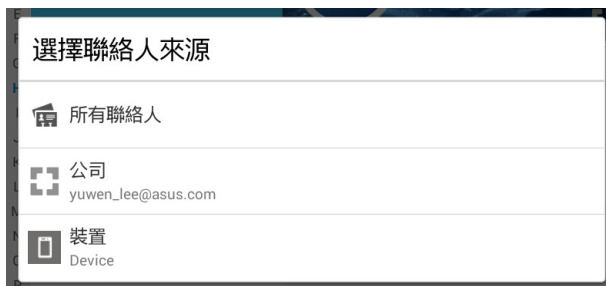 選擇聯絡人來源
所有聯絡人
公司
yuwen_lee@asus.com
裝置
Device